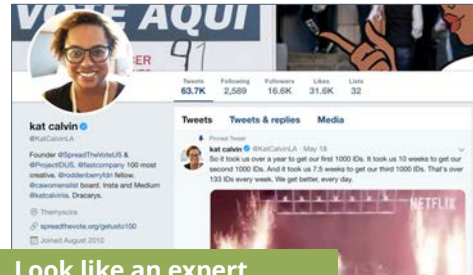 VOTE AQUI
91
Tweets Following Followers Likes Lists
63.7K 2,589 16.6K 31.6K 32
kat calvin
@KatCalvinLA
Founder @SpreadTheVoteUS &
@ProjectIDUS, @fastcompany 100 most
creative. @roddenberryfdn fellow.
@cawomenslist board. Insta and Medium
@katcalvinla. Dracarys.
Themyscira
spreadthevote.org/getusto100
Joined August 2010
Tweets Tweets & replies Media
Pinned Tweet
kat calvin @KatCalvinLA · May 18
So it took us over a year to get our first 1000 IDs. It took us 10 weeks to get our
second 1000 IDs. And it took us 7.5 weeks to get our third 1000 IDs. That's over
133 IDs every week. We get better, every day.
NETFLIX
Look like an expert